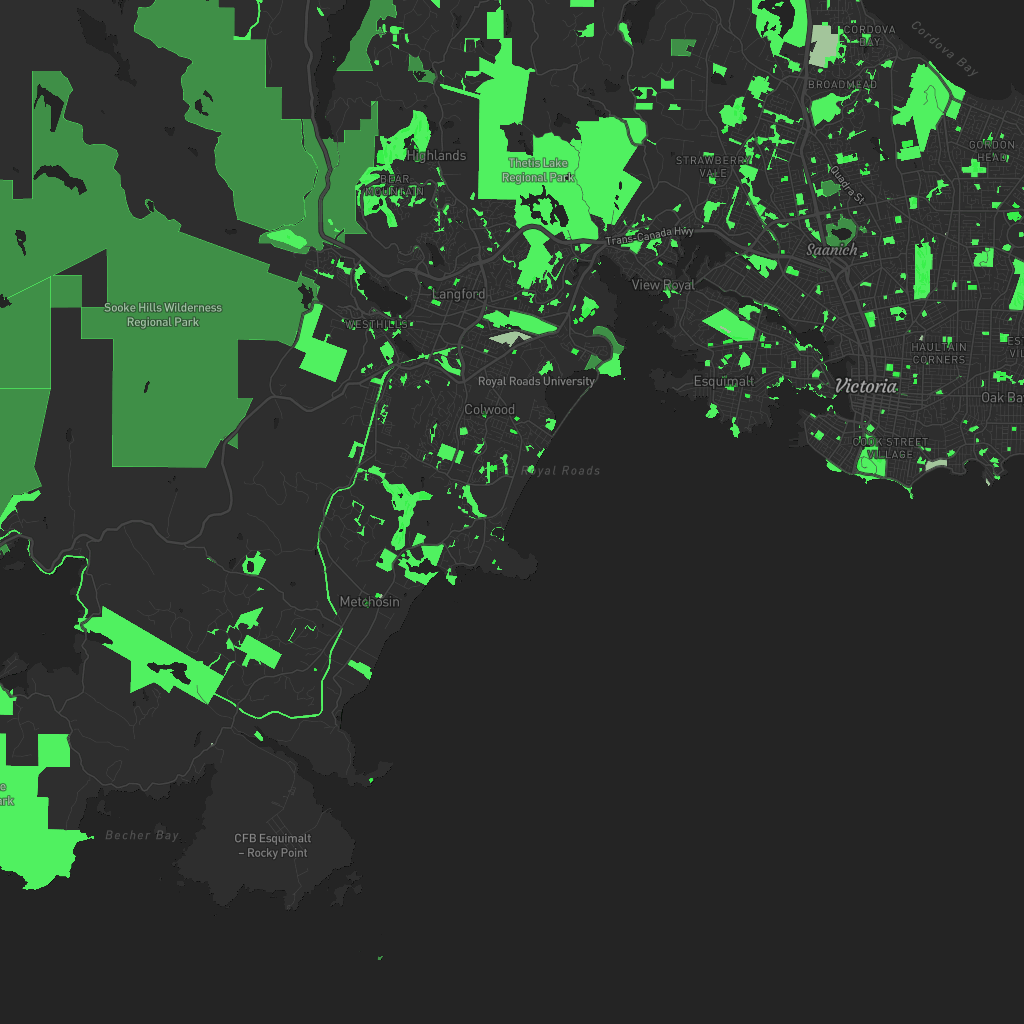 CORDOVA
BAY
Cordova Bay
BROADMEAD
GORDON
HEAD
Highlands
Thetis Lake
Regional Park
STRAWBERRY
VALE
BEAR
MOUNTAIN
Quadra St
Trans-Canada Hwy
Saanich
View Royal
Langford
Sooke Hills Wilderness
Regional Park
WESTHILLS
HAULTAIN
CORNERS
Royal Roads University
Esquimalt
Victoria
Oak Bay
Colwood
COOK STREET
VILLAGE
Royal Roads
Metchosin
Becher Bay
CFB Esquimalt
– Rocky Point